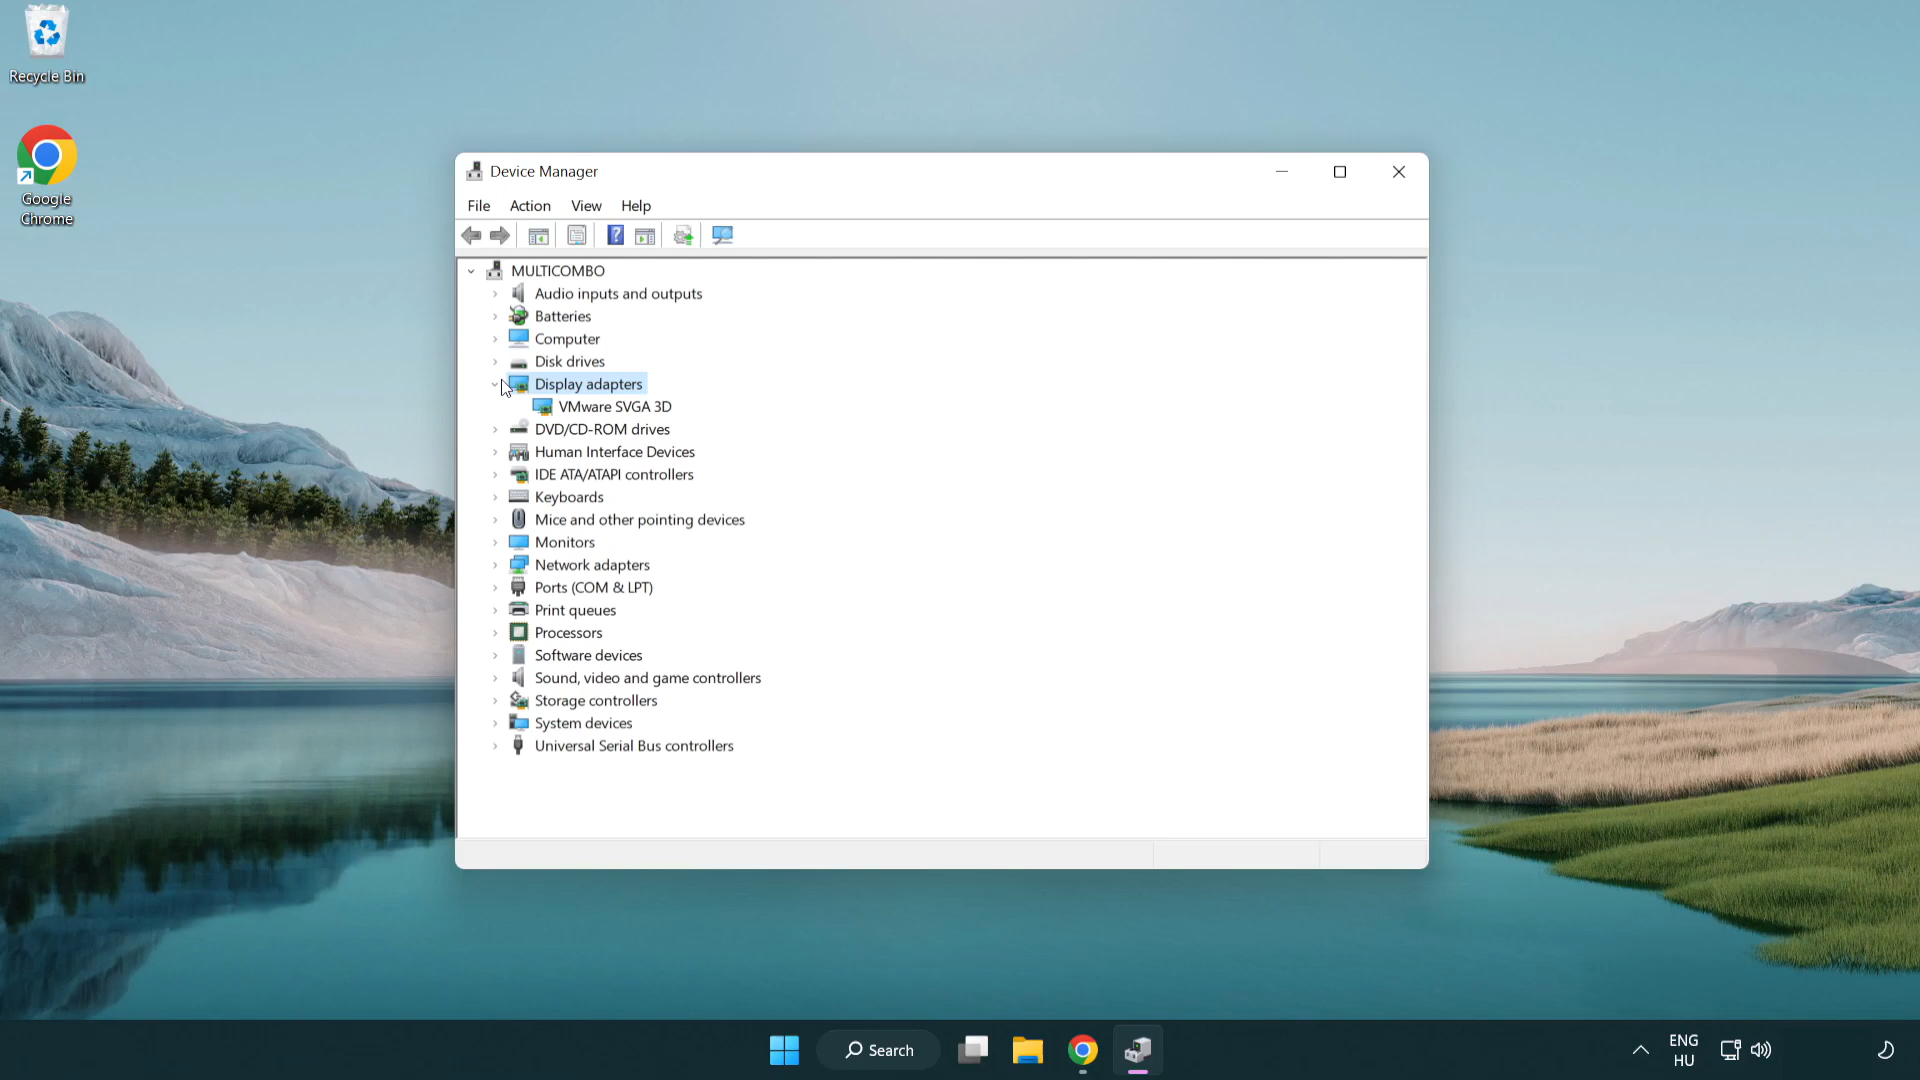 Recycle Bin
Google
Chrome
Device Manager
File Action View Help
MULTICOMBO
Audio inputs and outputs
Batteries
Computer
Disk drives
Display adapters
VMware SVGA 3D
DVD/CD-ROM drives
Human Interface Devices
IDE ATA/ATAPI controllers
Keyboards
Mice and other pointing devices
Monitors
Network adapters
Ports (COM & LPT)
Print queues
Processors
Software devices
Sound, video and game controllers
Storage controllers
System devices
Universal Serial Bus controllers
Search
ENG
HU